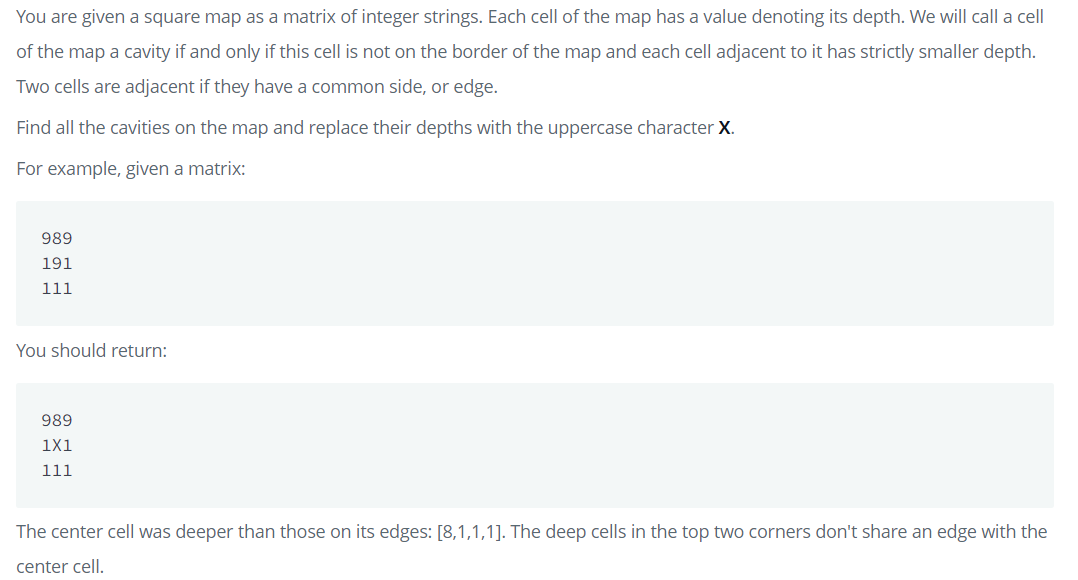 You are given a square map as a matrix of integer strings. Each cell of the map has a value denoting its depth. We will call a cell
of the map a cavity if and only if this cell is not on the border of the map and each cell adjacent to it has strictly smaller depth.
Two cells are adjacent if they have a common side, or edge.
Find all the cavities on the map and replace their depths with the uppercase character X.
For example, given a matrix:
989
191
111
You should return:
989
1X1
111
The center cell was deeper than those on its edges: [8,1,1,1]. The deep cells in the top two corners don't share an edge with the
center cell.